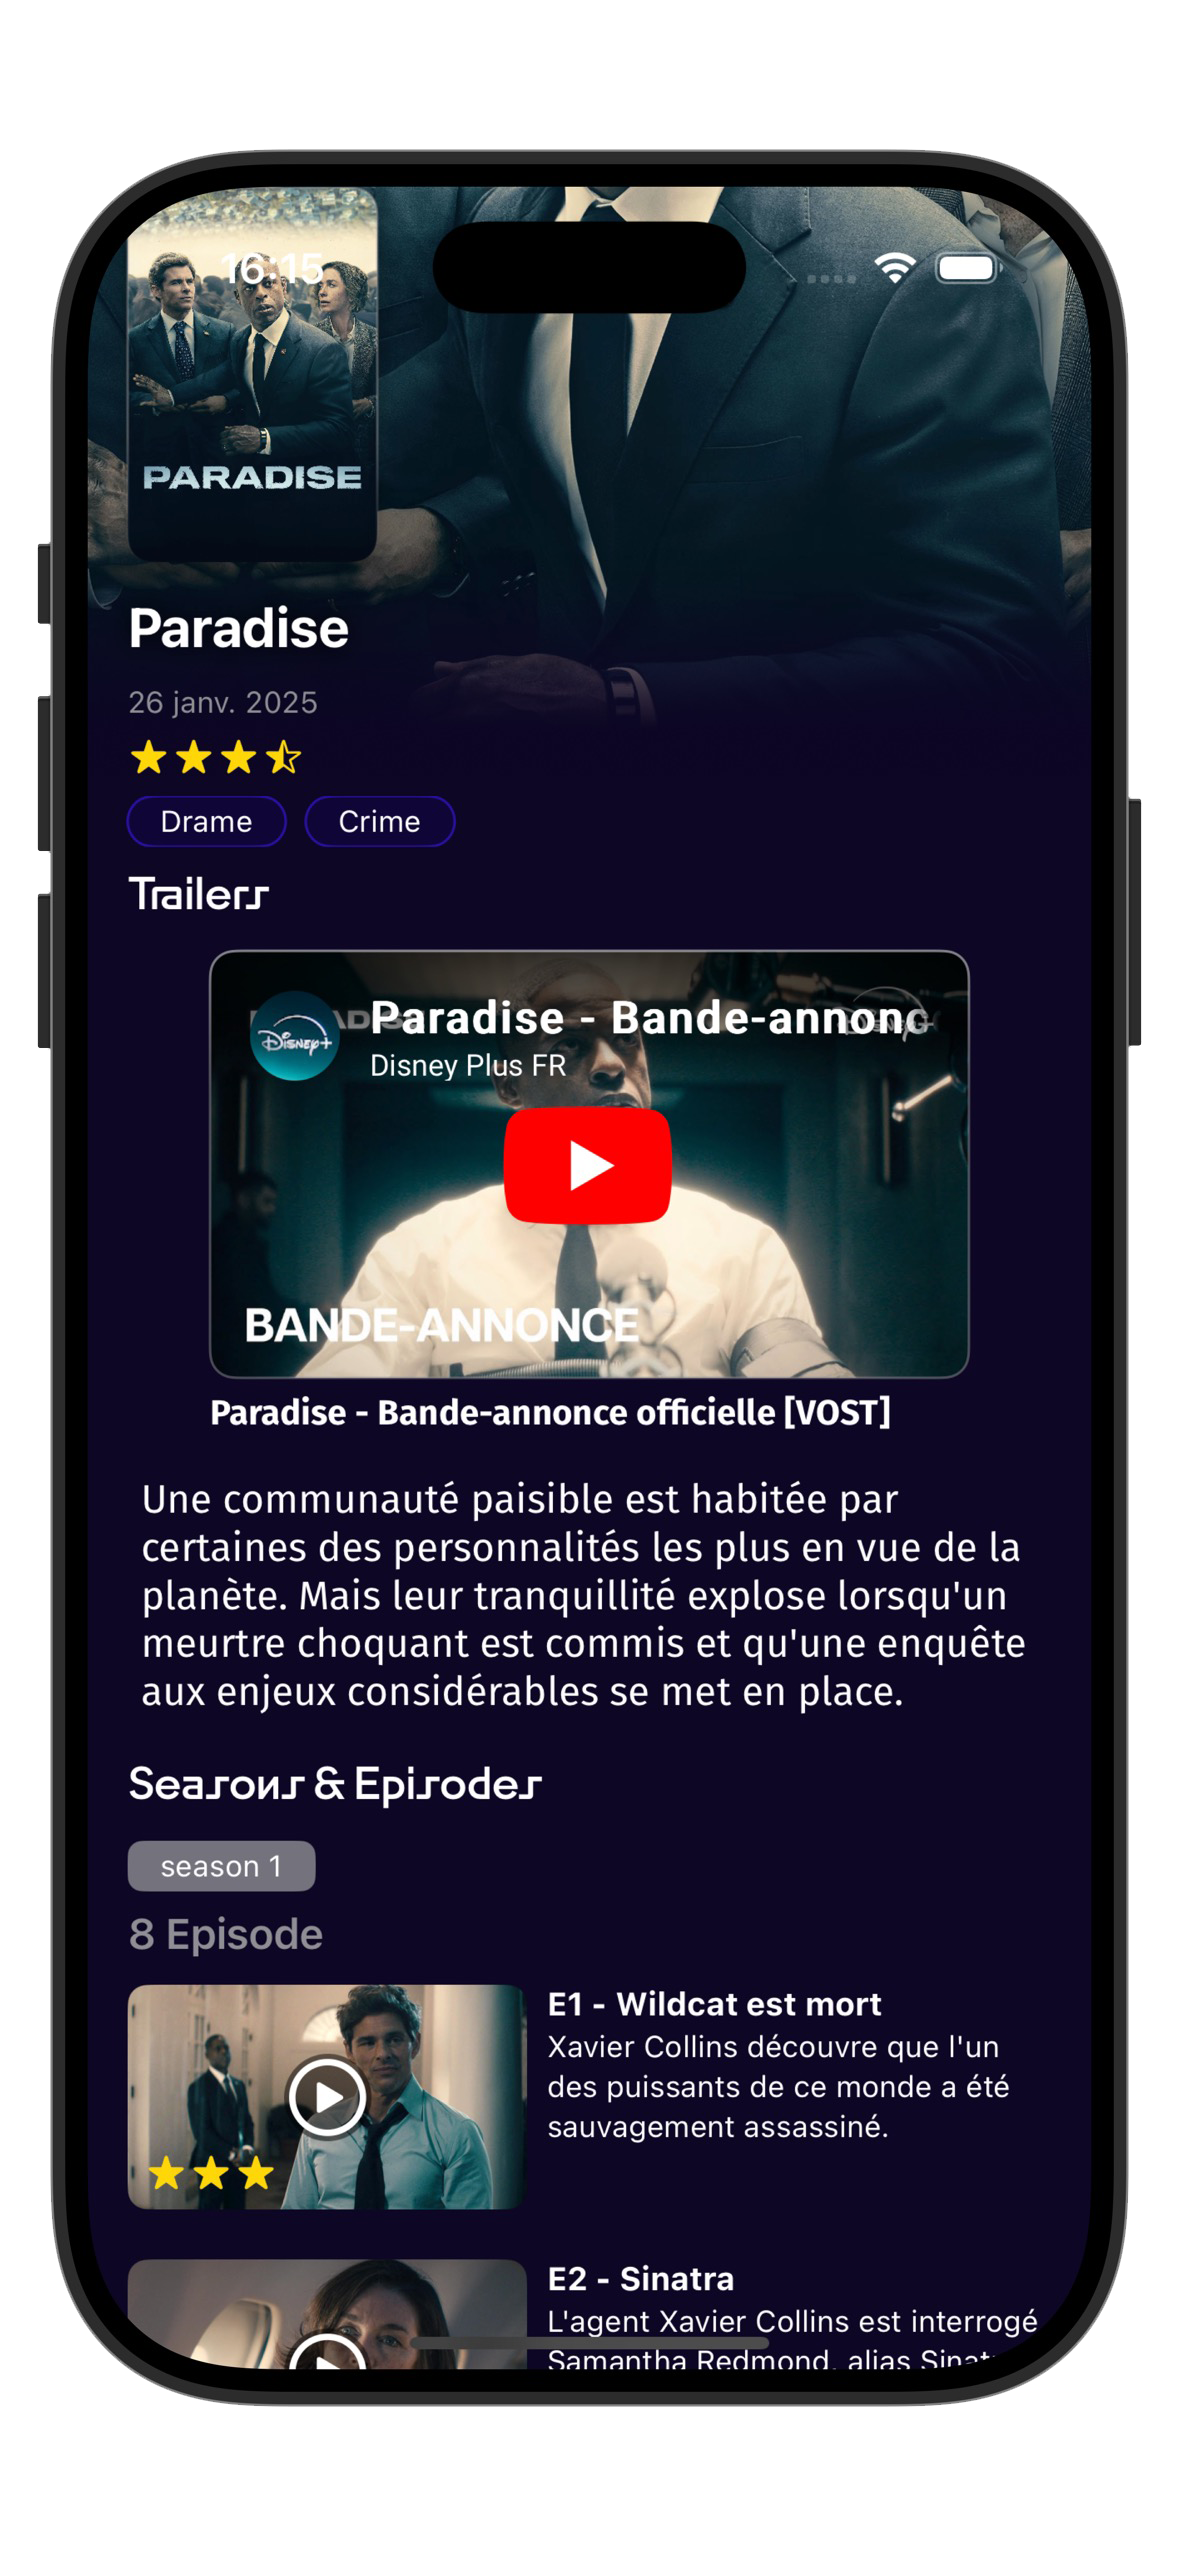 16:15
PARADISE
Paradise
26 janv. 2025
Drame
Crime
Trailers
Disney+
Paradise - Bande-annonc
Disney+
Disney Plus FR
BANDE-ANNONCE
Paradise - Bande-annonce officielle [VOST]
Une communauté paisible est habitée par
certaines des personnalités les plus en vue de la
planète. Mais leur tranquillité explose lorsqu'un
meurtre choquant est commis et qu'une enquête
aux enjeux considérables se met en place.
Seasons & Episodes
season 1
8 Episode
E1 - Wildcat est mort
Xavier Collins découvre que l'un
des puissants de ce monde a été
sauvagement assassiné.
E2 - Sinatra
L'agent Xavier Collins est interrogé
Samantha Redmond, alias